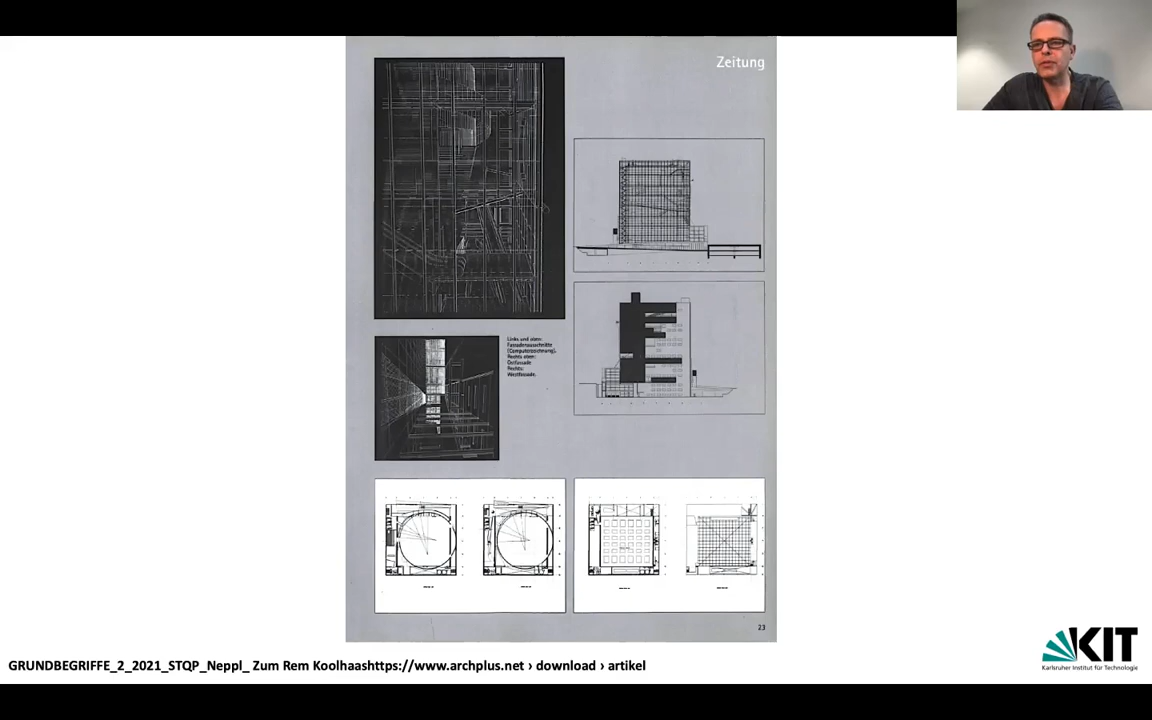 Zeitung
Links und oben:
Fassadenausschnitte
(Computerzeichnung).
Rechts oben:
Ostfassade
Rechts:
Westfassade.
23
KIT
Karlsruher Institut für Technologie
GRUNDBEGRIFFE_2_2021_STQP_Neppl_ Zum Rem Koolhaashttps://www.archplus.net › download › artikel